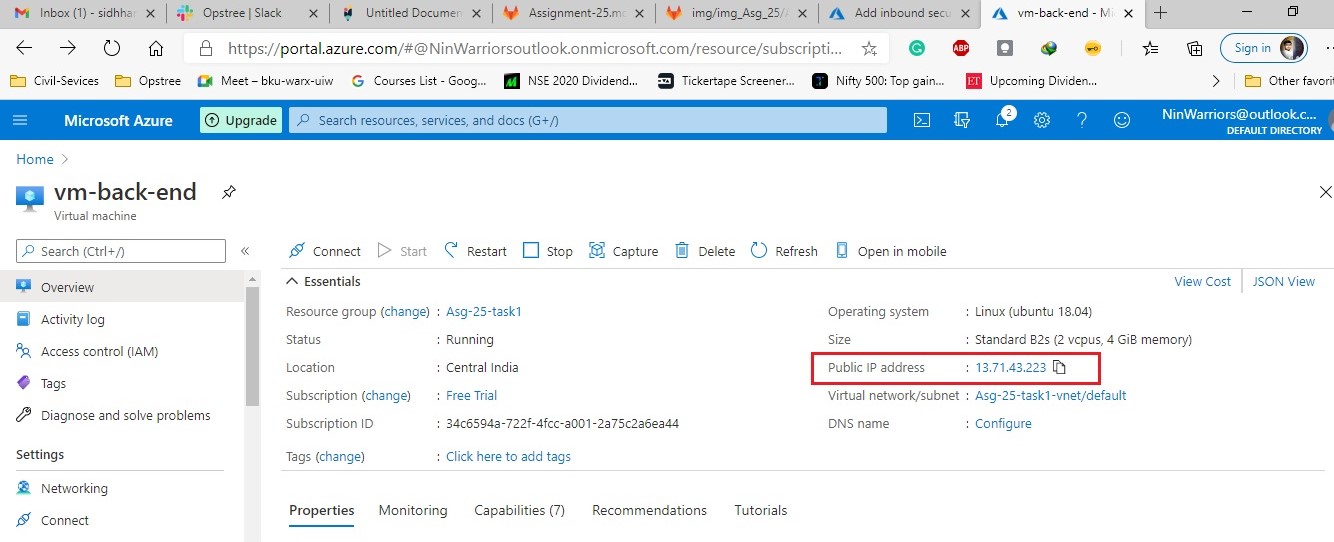 Inbox (1) - sidhhar
Opstree | Slack
Untitled Documen
Assignment-25.mc
img/img_Asg_25/
Add inbound secu
vm-back-end - Mi
https://portal.azure.com/#@NinWarriorsoutlook.onmicrosoft.com/resource/subscripti...
ABP
Sign in
Civil-Sevices
Opstree
Meet – bku-warx-uiw
Courses List - Goog...
NSE 2020 Dividend...
Tickertape Screener...
Nifty 500: Top gain...
ET Upcoming Dividen...
Other favorit
Microsoft Azure
Upgrade
Search resources, services, and docs (G+/)
2
NinWarriors@outlook.c...
DEFAULT DIRECTORY
Home
vm-back-end
Virtual machine
Search (Ctrl+/)
«
Connect Start Restart Stop Capture Delete Refresh Open in mobile
Overview
Activity log
Access control (IAM)
Tags
Diagnose and solve problems
Settings
Networking
Connect
Essentials
View Cost
JSON View
Resource group (change) : Asg-25-task1
Status : Running
Location : Central India
Subscription (change) : Free Trial
Subscription ID : 34c6594a-722f-4fcc-a001-2a75c2a6ea44
Tags (change) : Click here to add tags
Operating system : Linux (ubuntu 18.04)
Size : Standard B2s (2 vcpus, 4 GiB memory)
Public IP address : 13.71.43.223
Virtual network/subnet : Asg-25-task1-vnet/default
DNS name : Configure
Properties Monitoring Capabilities (7) Recommendations Tutorials